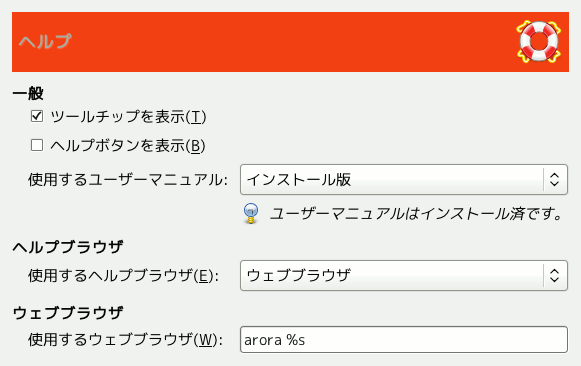 ヘルプ
一般
ツールチップを表示(T)
ヘルプボタンを表示(B)
使用するユーザーマニュアル: インストール版
ユーザーマニュアルはインストール済です。
ヘルプブラウザ
使用するヘルプブラウザ(E): ウェブブラウザ
ウェブブラウザ
使用するウェブブラウザ(W): arora %s